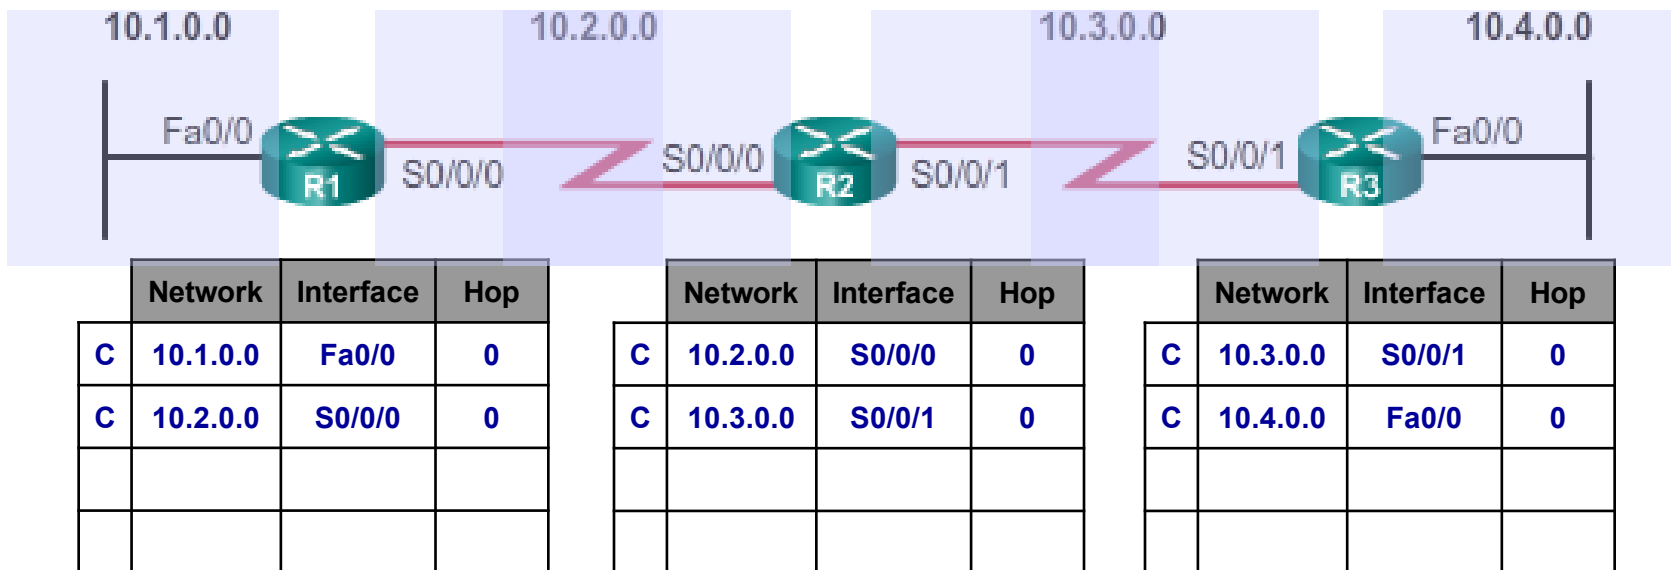 10.1.0.0 10.2.0.0 10.3.0.0 10.4.0.0
Fa0/0 R1 S0/0/0 S0/0/0 R2 S0/0/1 S0/0/1 R3 Fa0/0
Network Interface Hop Network Interface Hop Network Interface Hop
C 10.1.0.0 Fa0/0 0 C 10.2.0.0 S0/0/0 0 C 10.3.0.0 S0/0/1 0
C 10.2.0.0 S0/0/0 0 C 10.3.0.0 S0/0/1 0 C 10.4.0.0 Fa0/0 0